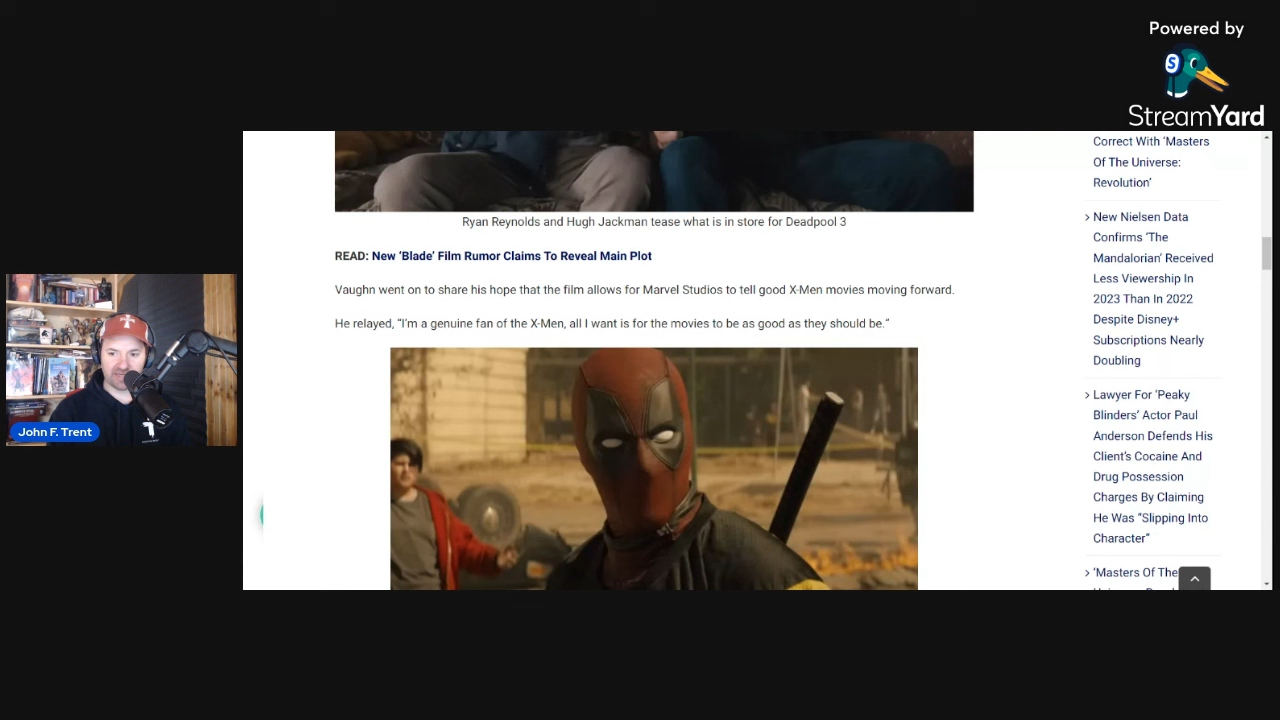 Powered by
S
StreamYard
Ryan Reynolds and Hugh Jackman tease what is in store for Deadpool 3
READ: New ‘Blade’ Film Rumor Claims To Reveal Main Plot
Vaughn went on to share his hope that the film allows for Marvel Studios to tell good X-Men movies moving forward.
He relayed, “I’m a genuine fan of the X-Men, all I want is for the movies to be as good as they should be.”
Correct With ‘Masters
Of The Universe:
Revolution’
New Nielsen Data
Confirms ‘The
Mandalorian’ Received
Less Viewership In
2023 Than In 2022
Despite Disney+
Subscriptions Nearly
Doubling
Lawyer For ‘Peaky
Blinders’ Actor Paul
Anderson Defends His
Client’s Cocaine And
Drug Possession
Charges By Claiming
He Was “Slipping Into
Character”
‘Masters Of The
John F. Trent